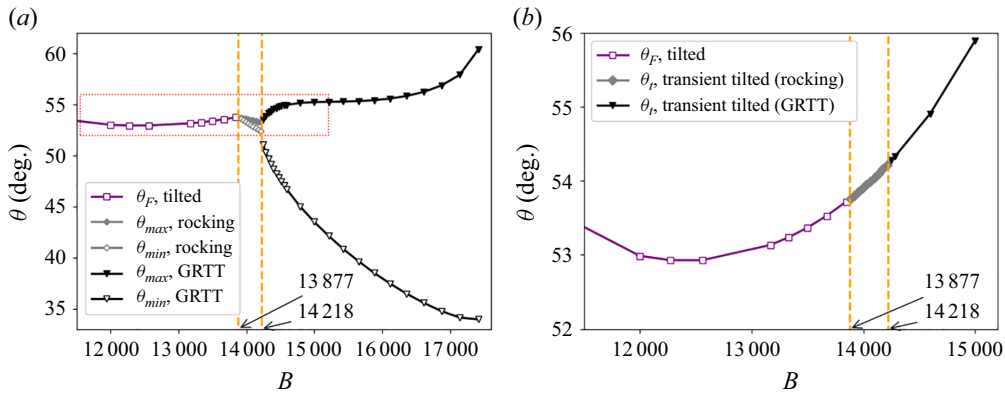 (a)
60
55
50
45
40
35
θ (deg.)
θF, tilted
θmax, rocking
θmin, rocking
θmax, GRTT
θmin, GRTT
13 877
14 218
12 000 13 000 14 000 15 000 16 000 17 000
B
(b)
56
55
54
53
52
θ (deg.)
θF, tilted
θt, transient tilted (rocking)
θt, transient tilted (GRTT)
13 877
14 218
12 000 13 000 14 000 15 000
B